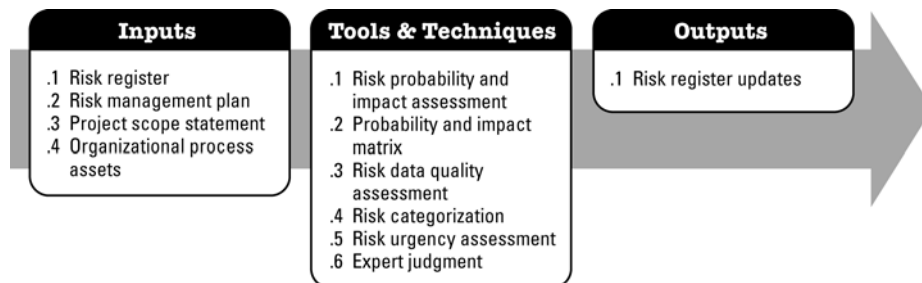 Inputs
.1 Risk register
.2 Risk management plan
.3 Project scope statement
.4 Organizational process
assets
Tools & Techniques
.1 Risk probability and
impact assessment
.2 Probability and impact
matrix
.3 Risk data quality
assessment
.4 Risk categorization
.5 Risk urgency assessment
.6 Expert judgment
Outputs
.1 Risk register updates